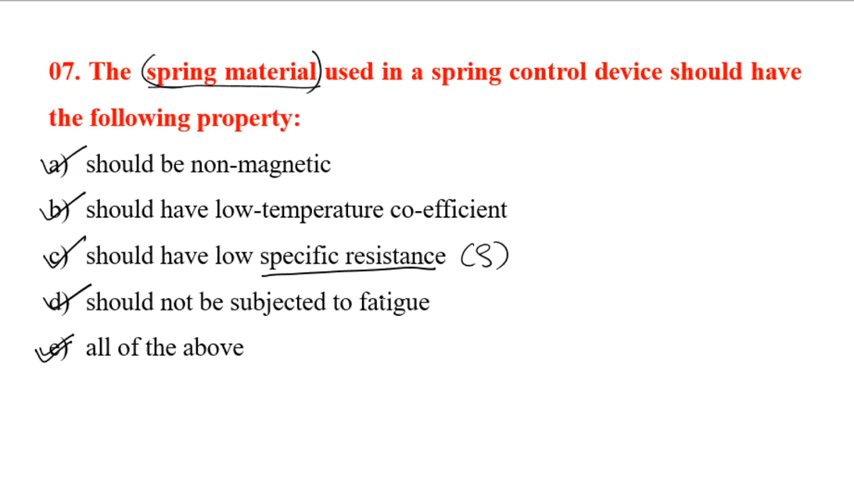 07. The spring material used in a spring control device should have
the following property:
a) should be non-magnetic
b) should have low-temperature co-efficient
c) should have low specific resistance (S)
d) should not be subjected to fatigue
e) all of the above